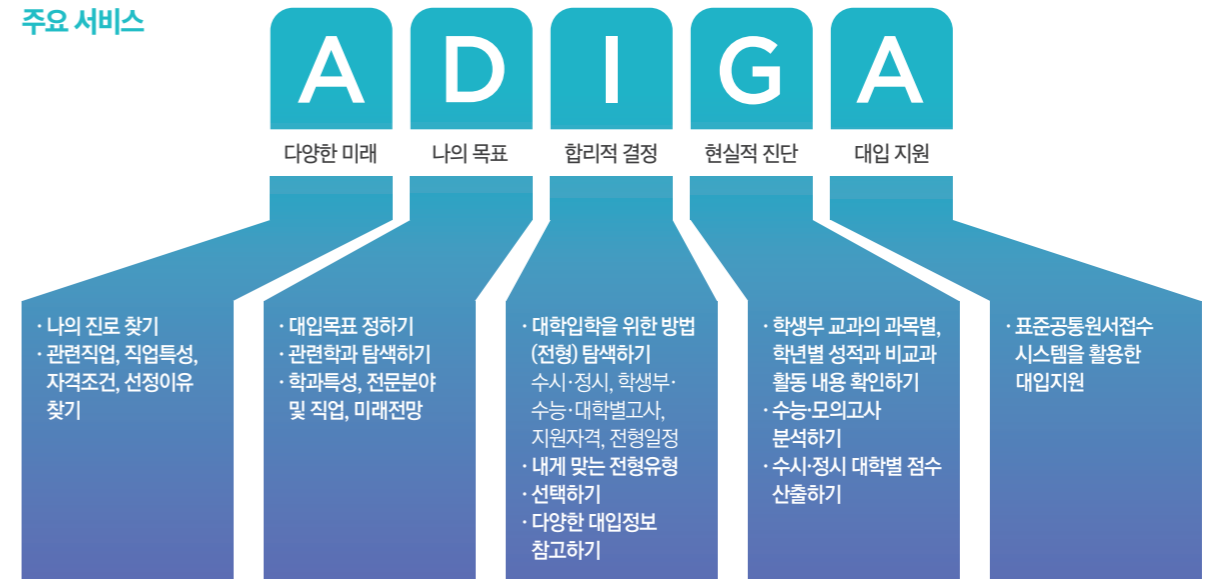 주요 서비스
A D I G A
다양한 미래
나의 목표
합리적 결정
현실적 진단
대입 지원
· 나의 진로 찾기
· 관련직업, 직업특성,
자격조건, 선정이유
찾기
· 대입목표 정하기
· 관련학과 탐색하기
· 학과특성, 전문분야
및 직업, 미래전망
· 대학입학을 위한 방법
(전형) 탐색하기
수시·정시, 학생부·
수능·대학별고사,
지원자격, 전형일정
· 내게 맞는 전형유형
· 선택하기
· 다양한 대입정보
참고하기
· 학생부 교과의 과목별,
학년별 성적과 비교과
활동 내용 확인하기
· 수능·모의고사
분석하기
· 수시·정시 대학별 점수
산출하기
· 표준공통원서접수
시스템을 활용한
대입지원